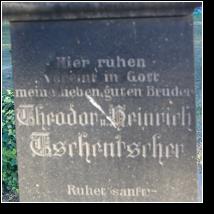 Hier ruhen
vereint in Gott
meine lieben, guten Brüder
Theodor u. Heinrich
Tschentscher
Ruhet sanft